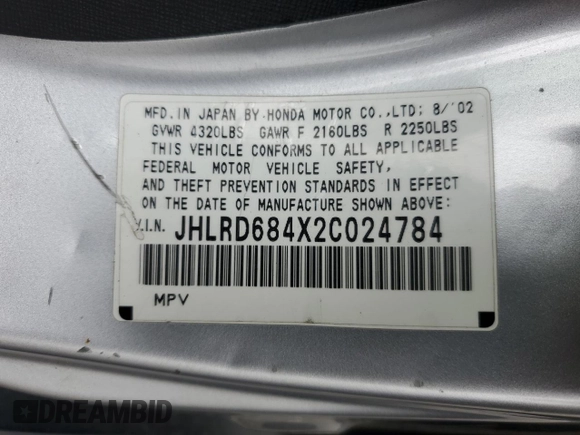 MFD. IN JAPAN BY HONDA MOTOR CO.,LTD; 8/'02
GVWR 4320LBS GAWR F 2160LBS R 2250LBS
THIS VEHICLE CONFORMS TO ALL APPLICABLE
FEDERAL MOTOR VEHICLE SAFETY,
AND THEFT PREVENTION STANDARDS IN EFFECT
ON THE DATE OF MANUFACTURE SHOWN ABOVE:
V.I.N. JHLRD684X2C024784
MPV
DREAMBID